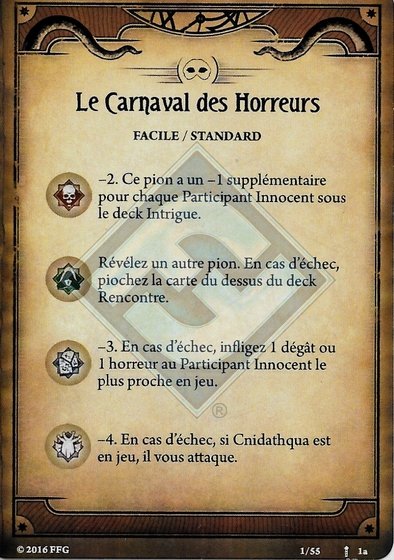 Le Carnaval des Horreurs
FACILE / STANDARD
–2. Ce pion a un –1 supplémentaire
pour chaque Participant Innocent sous
le deck Intrigue.
Révélez un autre pion. En cas d'échec,
piochez la carte du dessus du deck
Rencontre.
–3. En cas d'échec, infligez 1 dégât ou
1 horreur au Participant Innocent le
plus proche en jeu.
–4. En cas d'échec, si Cnidathqua est
en jeu, il vous attaque.
®
© 2016 FFG 1/55 1a